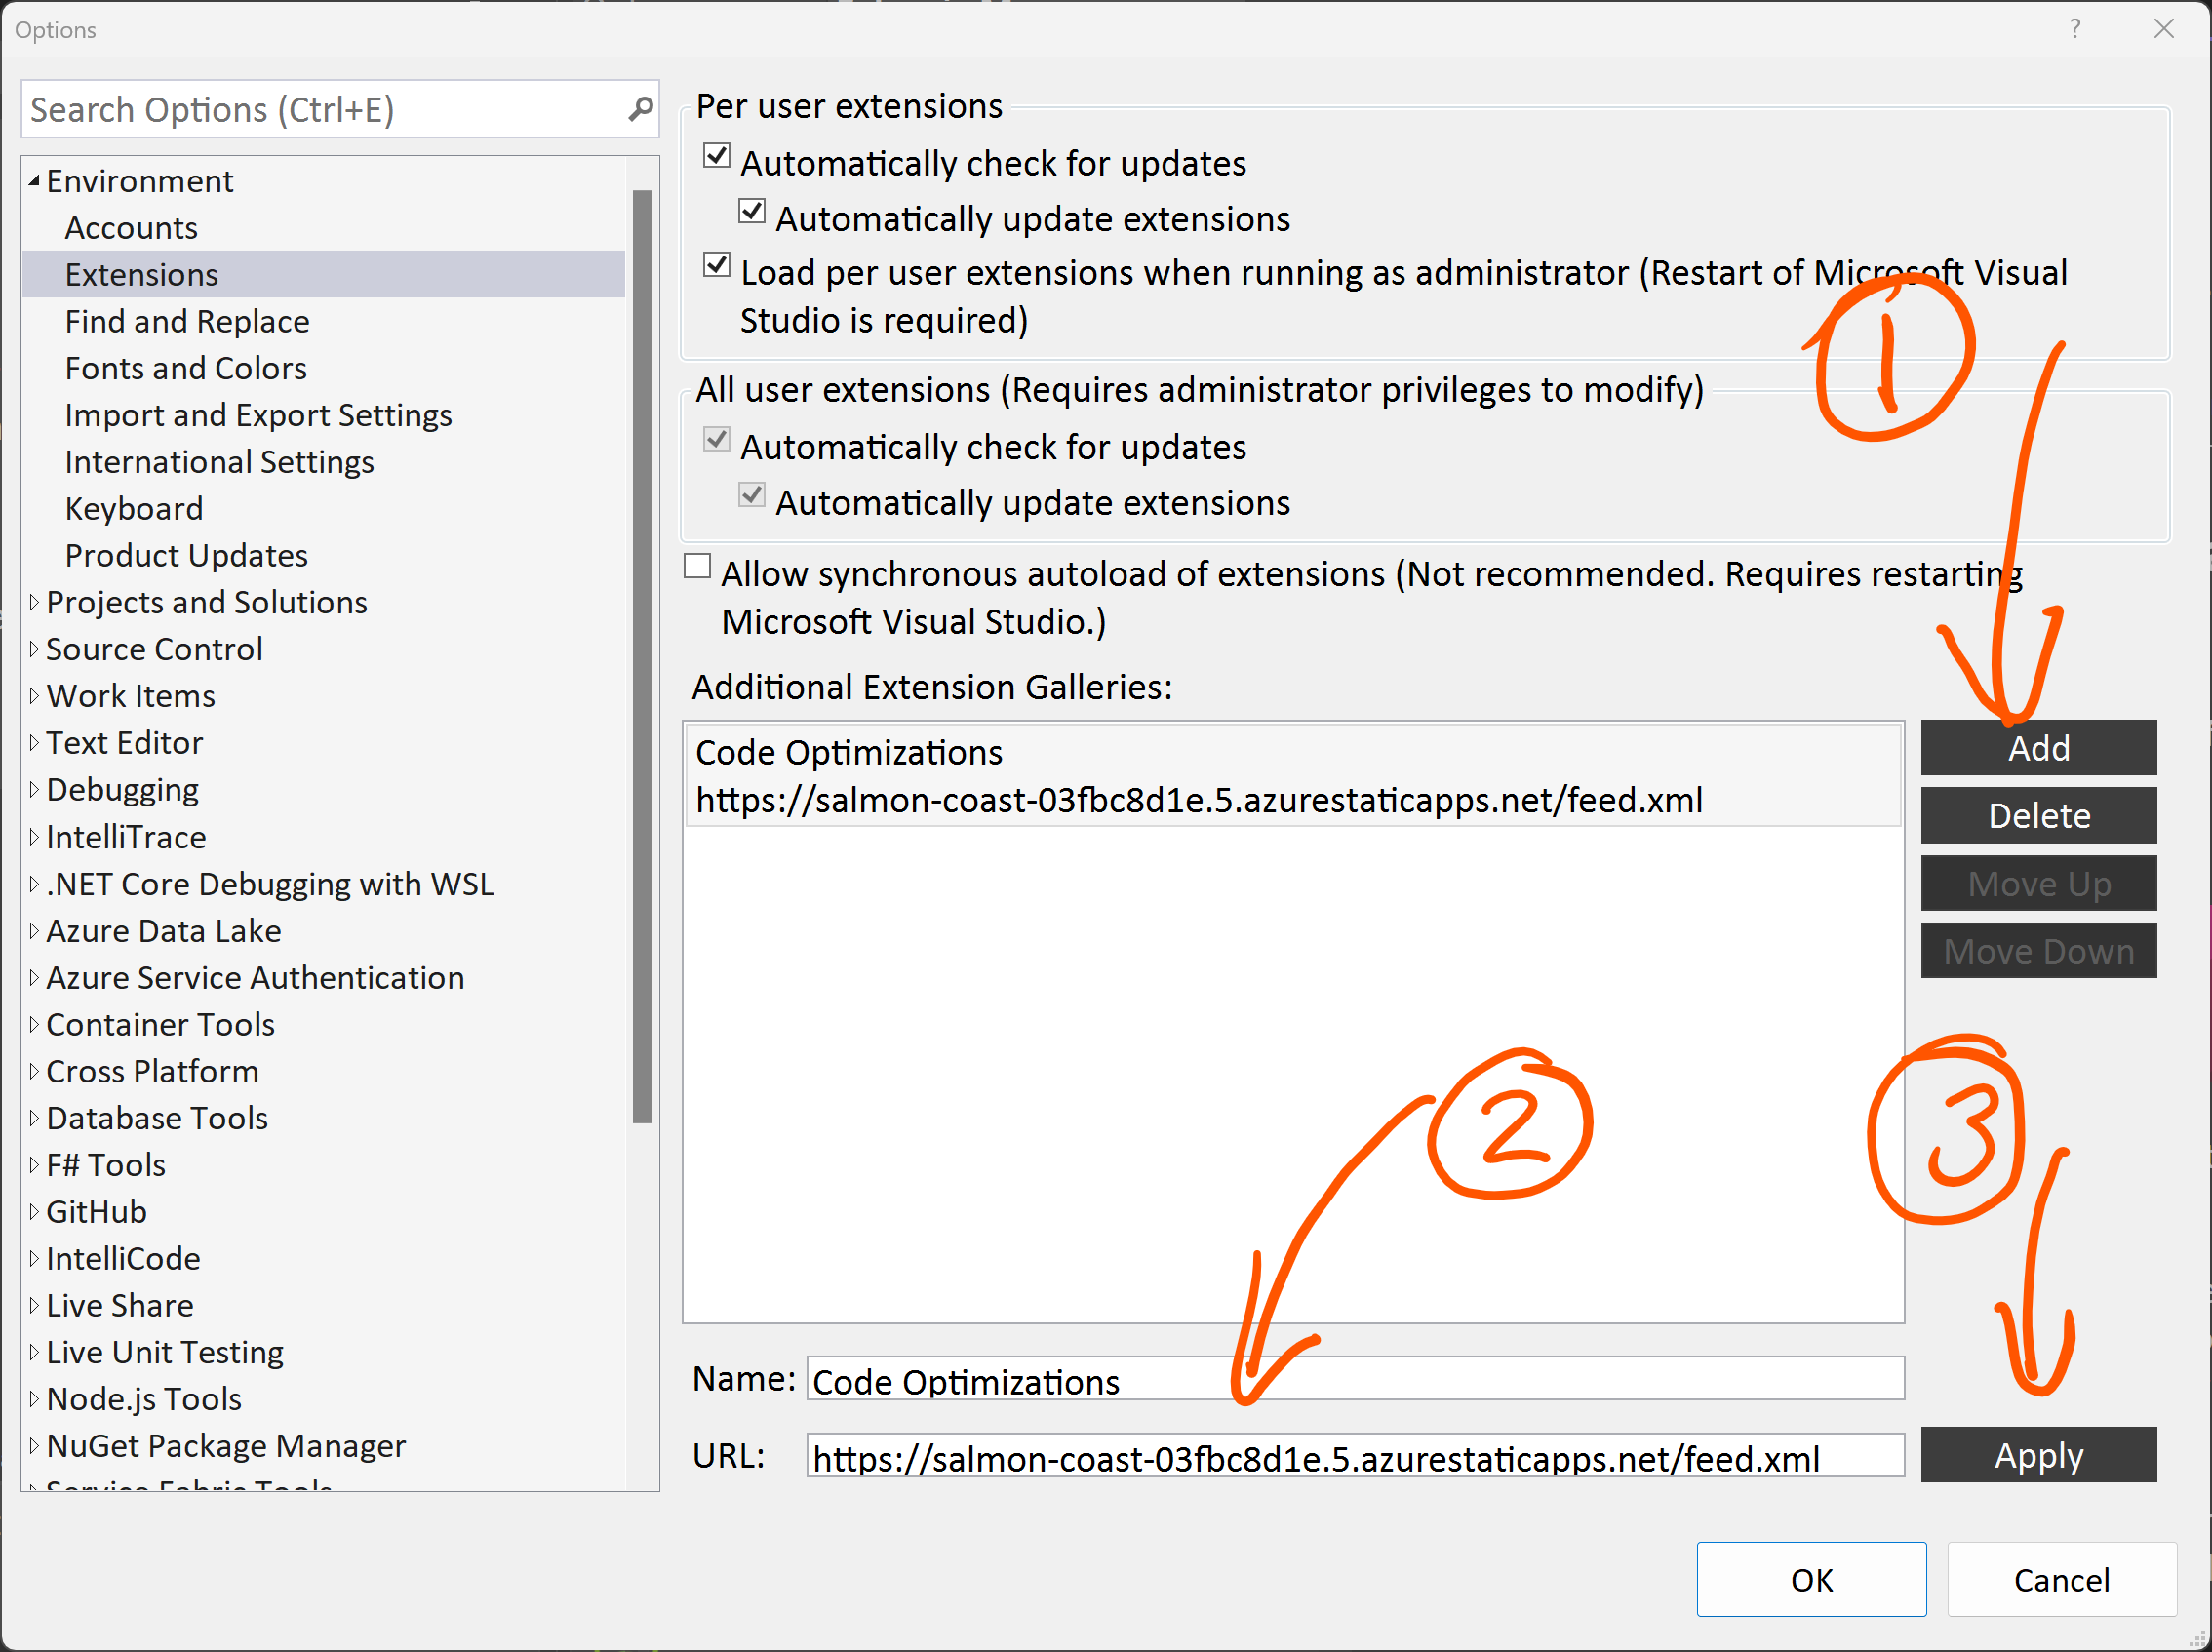 Options
?
Search Options (Ctrl+E)
Environment
Accounts
Extensions
Find and Replace
Fonts and Colors
Import and Export Settings
International Settings
Keyboard
Product Updates
Projects and Solutions
Source Control
Work Items
Text Editor
Debugging
IntelliTrace
.NET Core Debugging with WSL
Azure Data Lake
Azure Service Authentication
Container Tools
Cross Platform
Database Tools
F# Tools
GitHub
IntelliCode
Live Share
Live Unit Testing
Node.js Tools
NuGet Package Manager
Service Fabric Tools
Per user extensions
Automatically check for updates
Automatically update extensions
Load per user extensions when running as administrator (Restart of Microsoft Visual
Studio is required)
1
All user extensions (Requires administrator privileges to modify)
Automatically check for updates
Automatically update extensions
Allow synchronous autoload of extensions (Not recommended. Requires restarting
Microsoft Visual Studio.)
Additional Extension Galleries:
Code Optimizations
https://salmon-coast-03fbc8d1e.5.azurestaticapps.net/feed.xml
Add
Delete
Move Up
Move Down
2
3
Name: Code Optimizations
URL: https://salmon-coast-03fbc8d1e.5.azurestaticapps.net/feed.xml
Apply
OK
Cancel